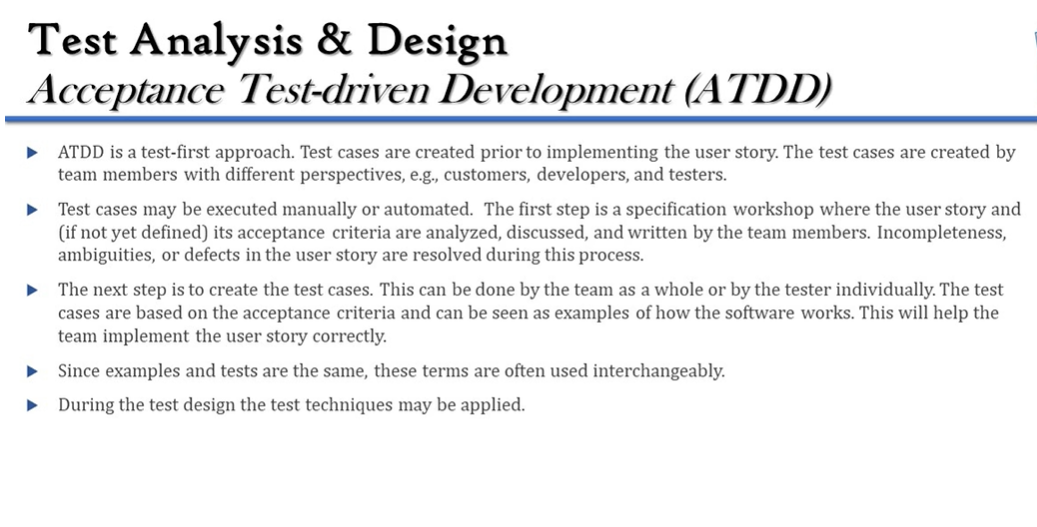 Test Analysis & Design
Acceptance Test-driven Development (ATDD)
ATDD is a test-first approach. Test cases are created prior to implementing the user story. The test cases are created by
team members with different perspectives, e.g., customers, developers, and testers.
Test cases may be executed manually or automated.  The first step is a specification workshop where the user story and
(if not yet defined) its acceptance criteria are analyzed, discussed, and written by the team members. Incompleteness,
ambiguities, or defects in the user story are resolved during this process.
The next step is to create the test cases. This can be done by the team as a whole or by the tester individually. The test
cases are based on the acceptance criteria and can be seen as examples of how the software works. This will help the
team implement the user story correctly.
Since examples and tests are the same, these terms are often used interchangeably.
During the test design the test techniques may be applied.